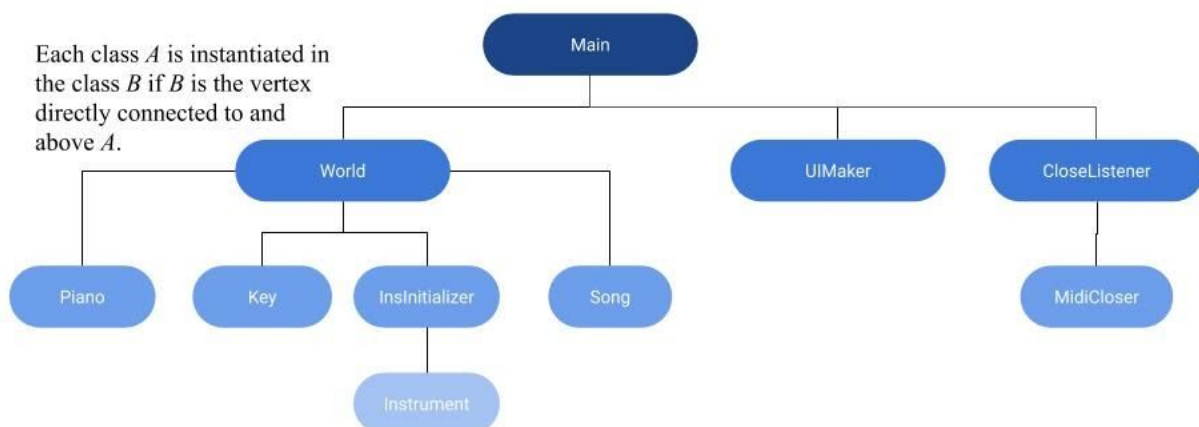 Main
Each class A is instantiated in
the class B if B is the vertex
directly connected to and
above A.
World
UIMaker
CloseListener
Piano
Key
InsInitializer
Song
MidiCloser
Instrument